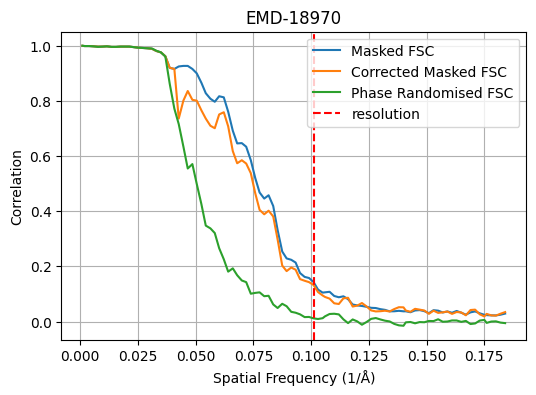 EMD-18970
Masked FSC
Corrected Masked FSC
Phase Randomised FSC
resolution
Correlation
1.0
0.8
0.6
0.4
0.2
0.0
0.000 0.025 0.050 0.075 0.100 0.125 0.150 0.175
Spatial Frequency (1/Å)